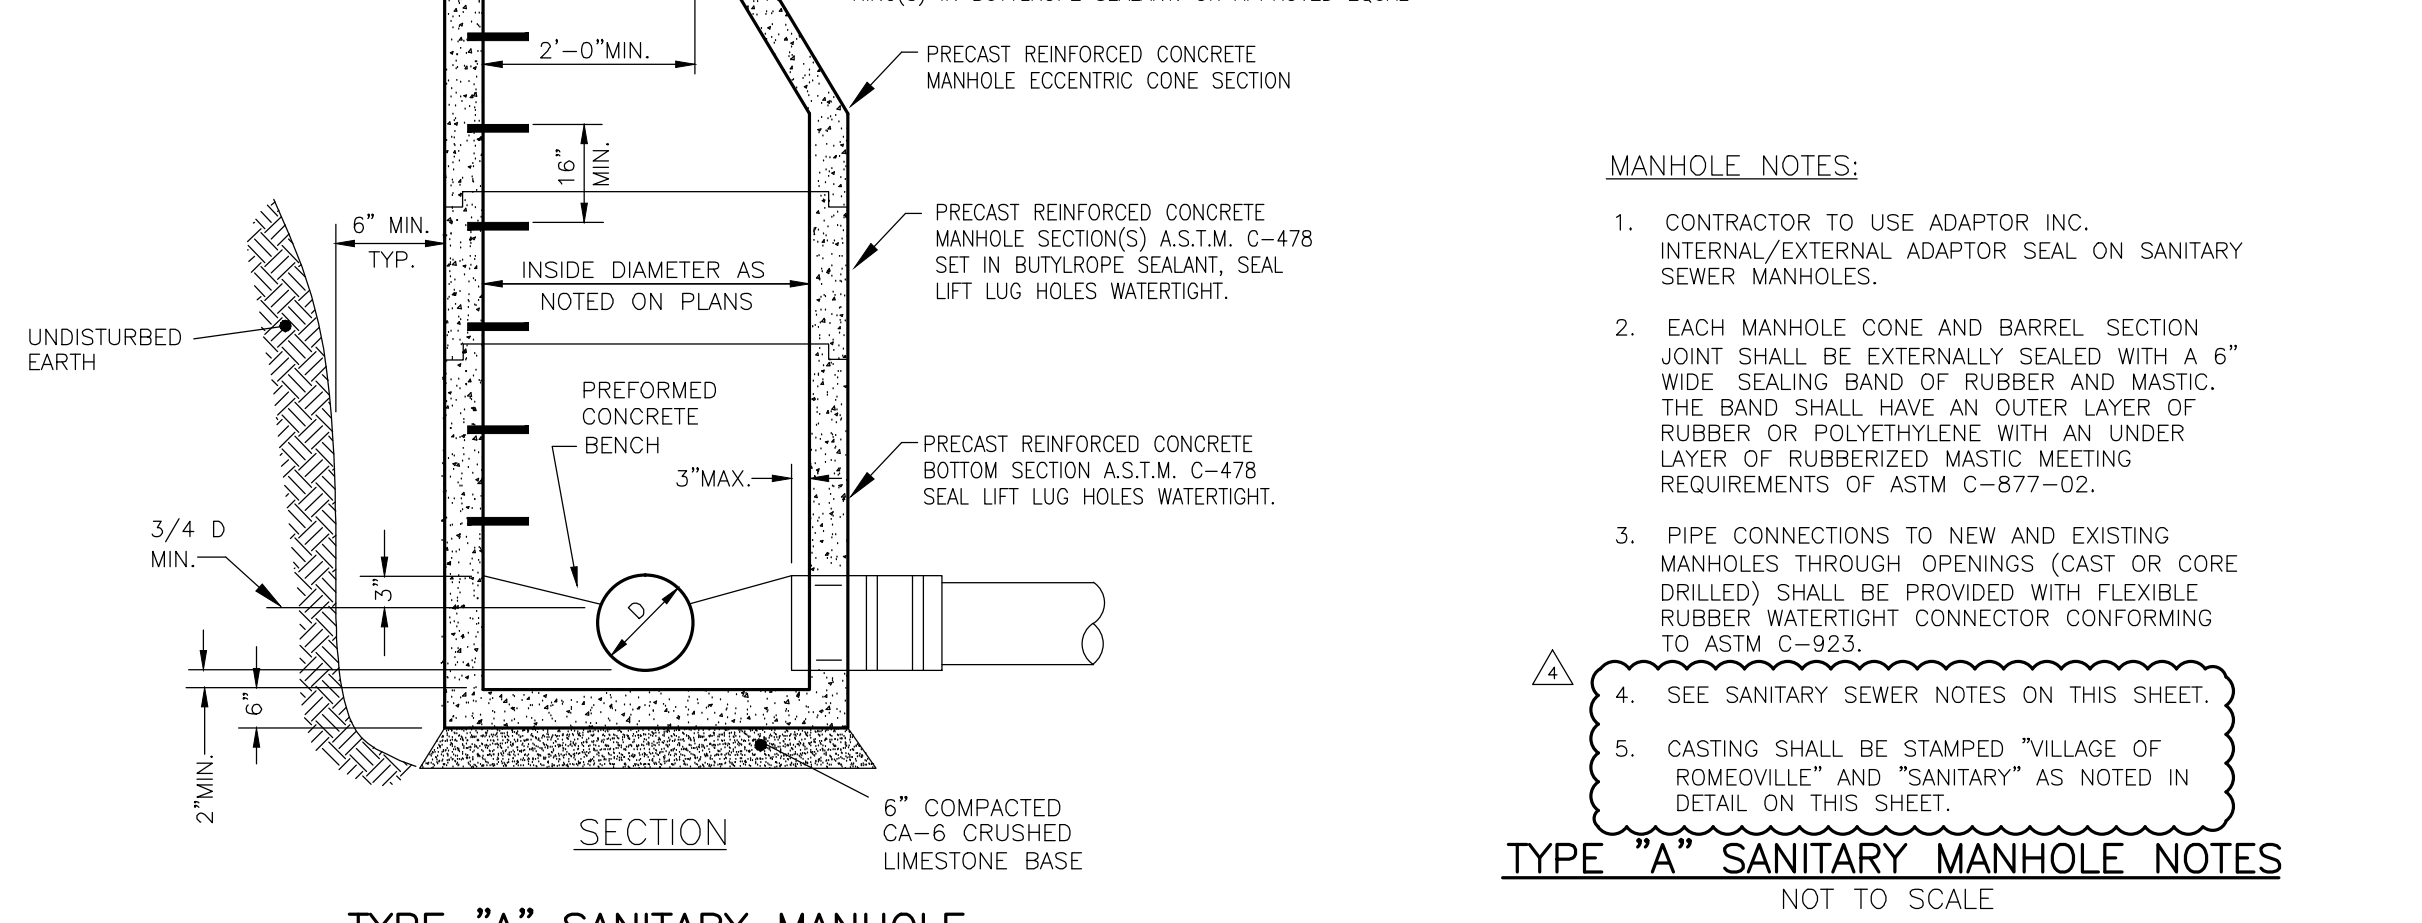 2'-0"MIN.
PRECAST REINFORCED CONCRETE
MANHOLE ECCENTRIC CONE SECTION
16"
MIN.
6" MIN.
TYP.
PRECAST REINFORCED CONCRETE
MANHOLE SECTION(S) A.S.T.M. C-478
SET IN BUTYLROPE SEALANT, SEAL
LIFT LUG HOLES WATERTIGHT.
INSIDE DIAMETER AS
NOTED ON PLANS
UNDISTURBED
EARTH
PREFORMED
CONCRETE
BENCH
3"MAX.
PRECAST REINFORCED CONCRETE
BOTTOM SECTION A.S.T.M. C-478
SEAL LIFT LUG HOLES WATERTIGHT.
3/4 D
MIN.
3"
D
6"
2"MIN.
6" COMPACTED
CA-6 CRUSHED
LIMESTONE BASE
SECTION
TYPE "A" SANITARY MANHOLE
MANHOLE NOTES:
1. CONTRACTOR TO USE ADAPTOR INC.
INTERNAL/EXTERNAL ADAPTOR SEAL ON SANITARY
SEWER MANHOLES.
2. EACH MANHOLE CONE AND BARREL SECTION
JOINT SHALL BE EXTERNALLY SEALED WITH A 6"
WIDE SEALING BAND OF RUBBER AND MASTIC.
THE BAND SHALL HAVE AN OUTER LAYER OF
RUBBER OR POLYETHYLENE WITH AN UNDER
LAYER OF RUBBERIZED MASTIC MEETING
REQUIREMENTS OF ASTM C-877-02.
3. PIPE CONNECTIONS TO NEW AND EXISTING
MANHOLES THROUGH OPENINGS (CAST OR CORE
DRILLED) SHALL BE PROVIDED WITH FLEXIBLE
RUBBER WATERTIGHT CONNECTOR CONFORMING
TO ASTM C-923.
4
4. SEE SANITARY SEWER NOTES ON THIS SHEET.
5. CASTING SHALL BE STAMPED "VILLAGE OF
ROMEOVILLE" AND "SANITARY" AS NOTED IN
DETAIL ON THIS SHEET.
TYPE "A" SANITARY MANHOLE NOTES
NOT TO SCALE